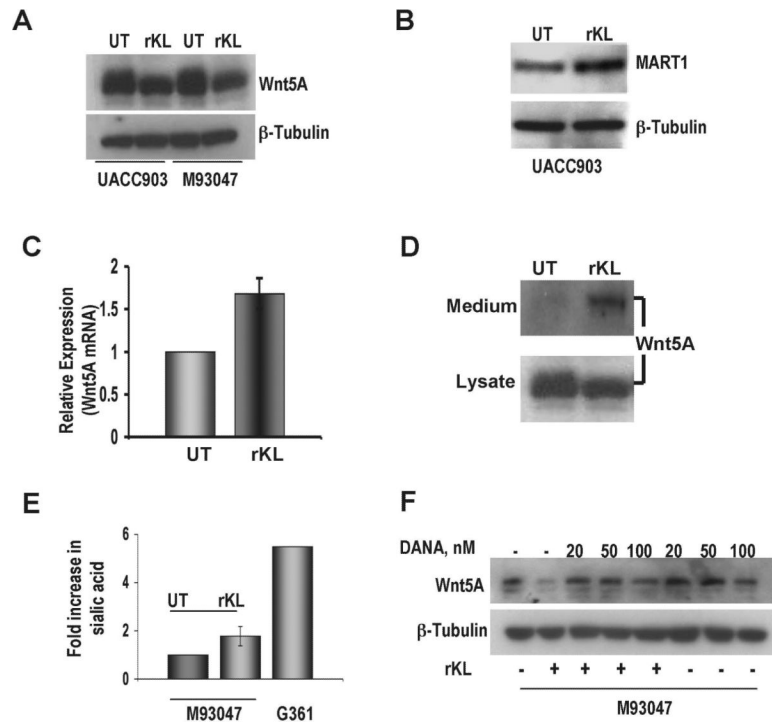 A
UT rKL UT rKL
Wnt5A
β-Tubulin
UACC903 M93047
B
UT rKL
MART1
β-Tubulin
UACC903
C
Relative Expression
(Wnt5A mRNA)
2
1.5
1
0.5
0
UT rKL
D
UT rKL
Medium
Wnt5A
Lysate
E
Fold increase in
sialic acid
6
4
2
0
UT rKL
M93047 G361
F
DANA, nM - - 20 50 100 20 50 100
Wnt5A
β-Tubulin
rKL - + + + + - - -
M93047